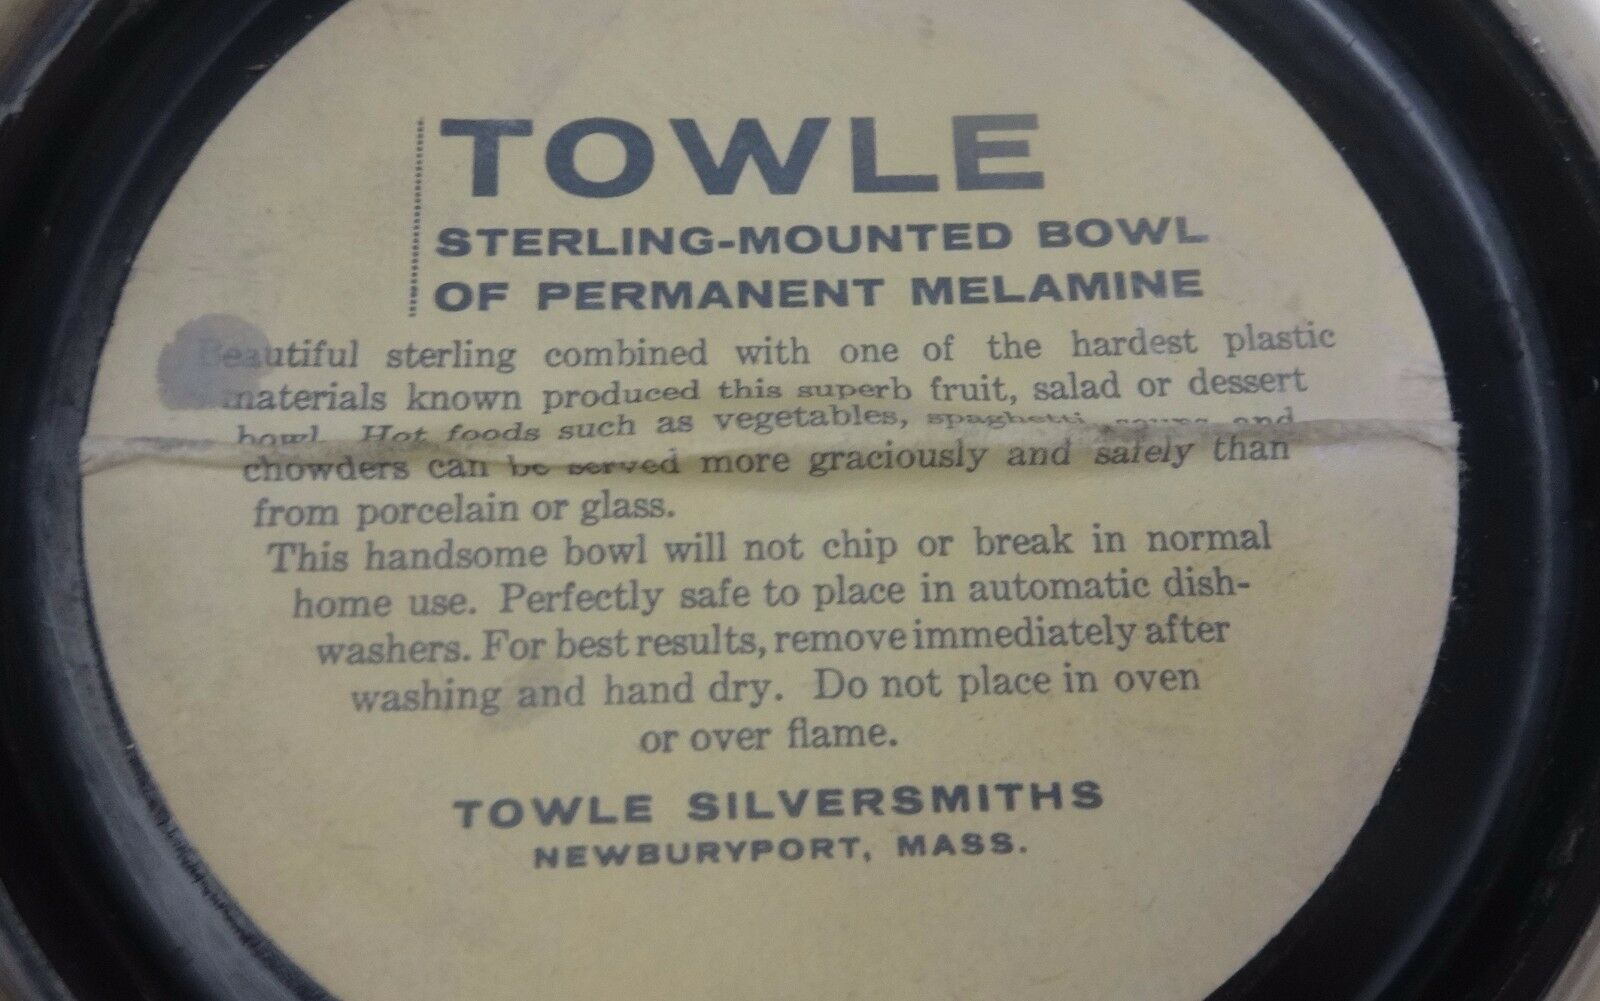 TOWLE
STERLING-MOUNTED BOWL
OF PERMANENT MELAMINE
Beautiful sterling combined with one of the hardest plastic
materials known produced this superb fruit, salad or dessert
bowl. Hot foods such as vegetables, spaghetti, soups and
chowders can be served more graciously and safely than
from porcelain or glass.
This handsome bowl will not chip or break in normal
home use. Perfectly safe to place in automatic dish-
washers. For best results, remove immediately after
washing and hand dry. Do not place in oven
or over flame.
TOWLE SILVERSMITHS
NEWBURYPORT, MASS.